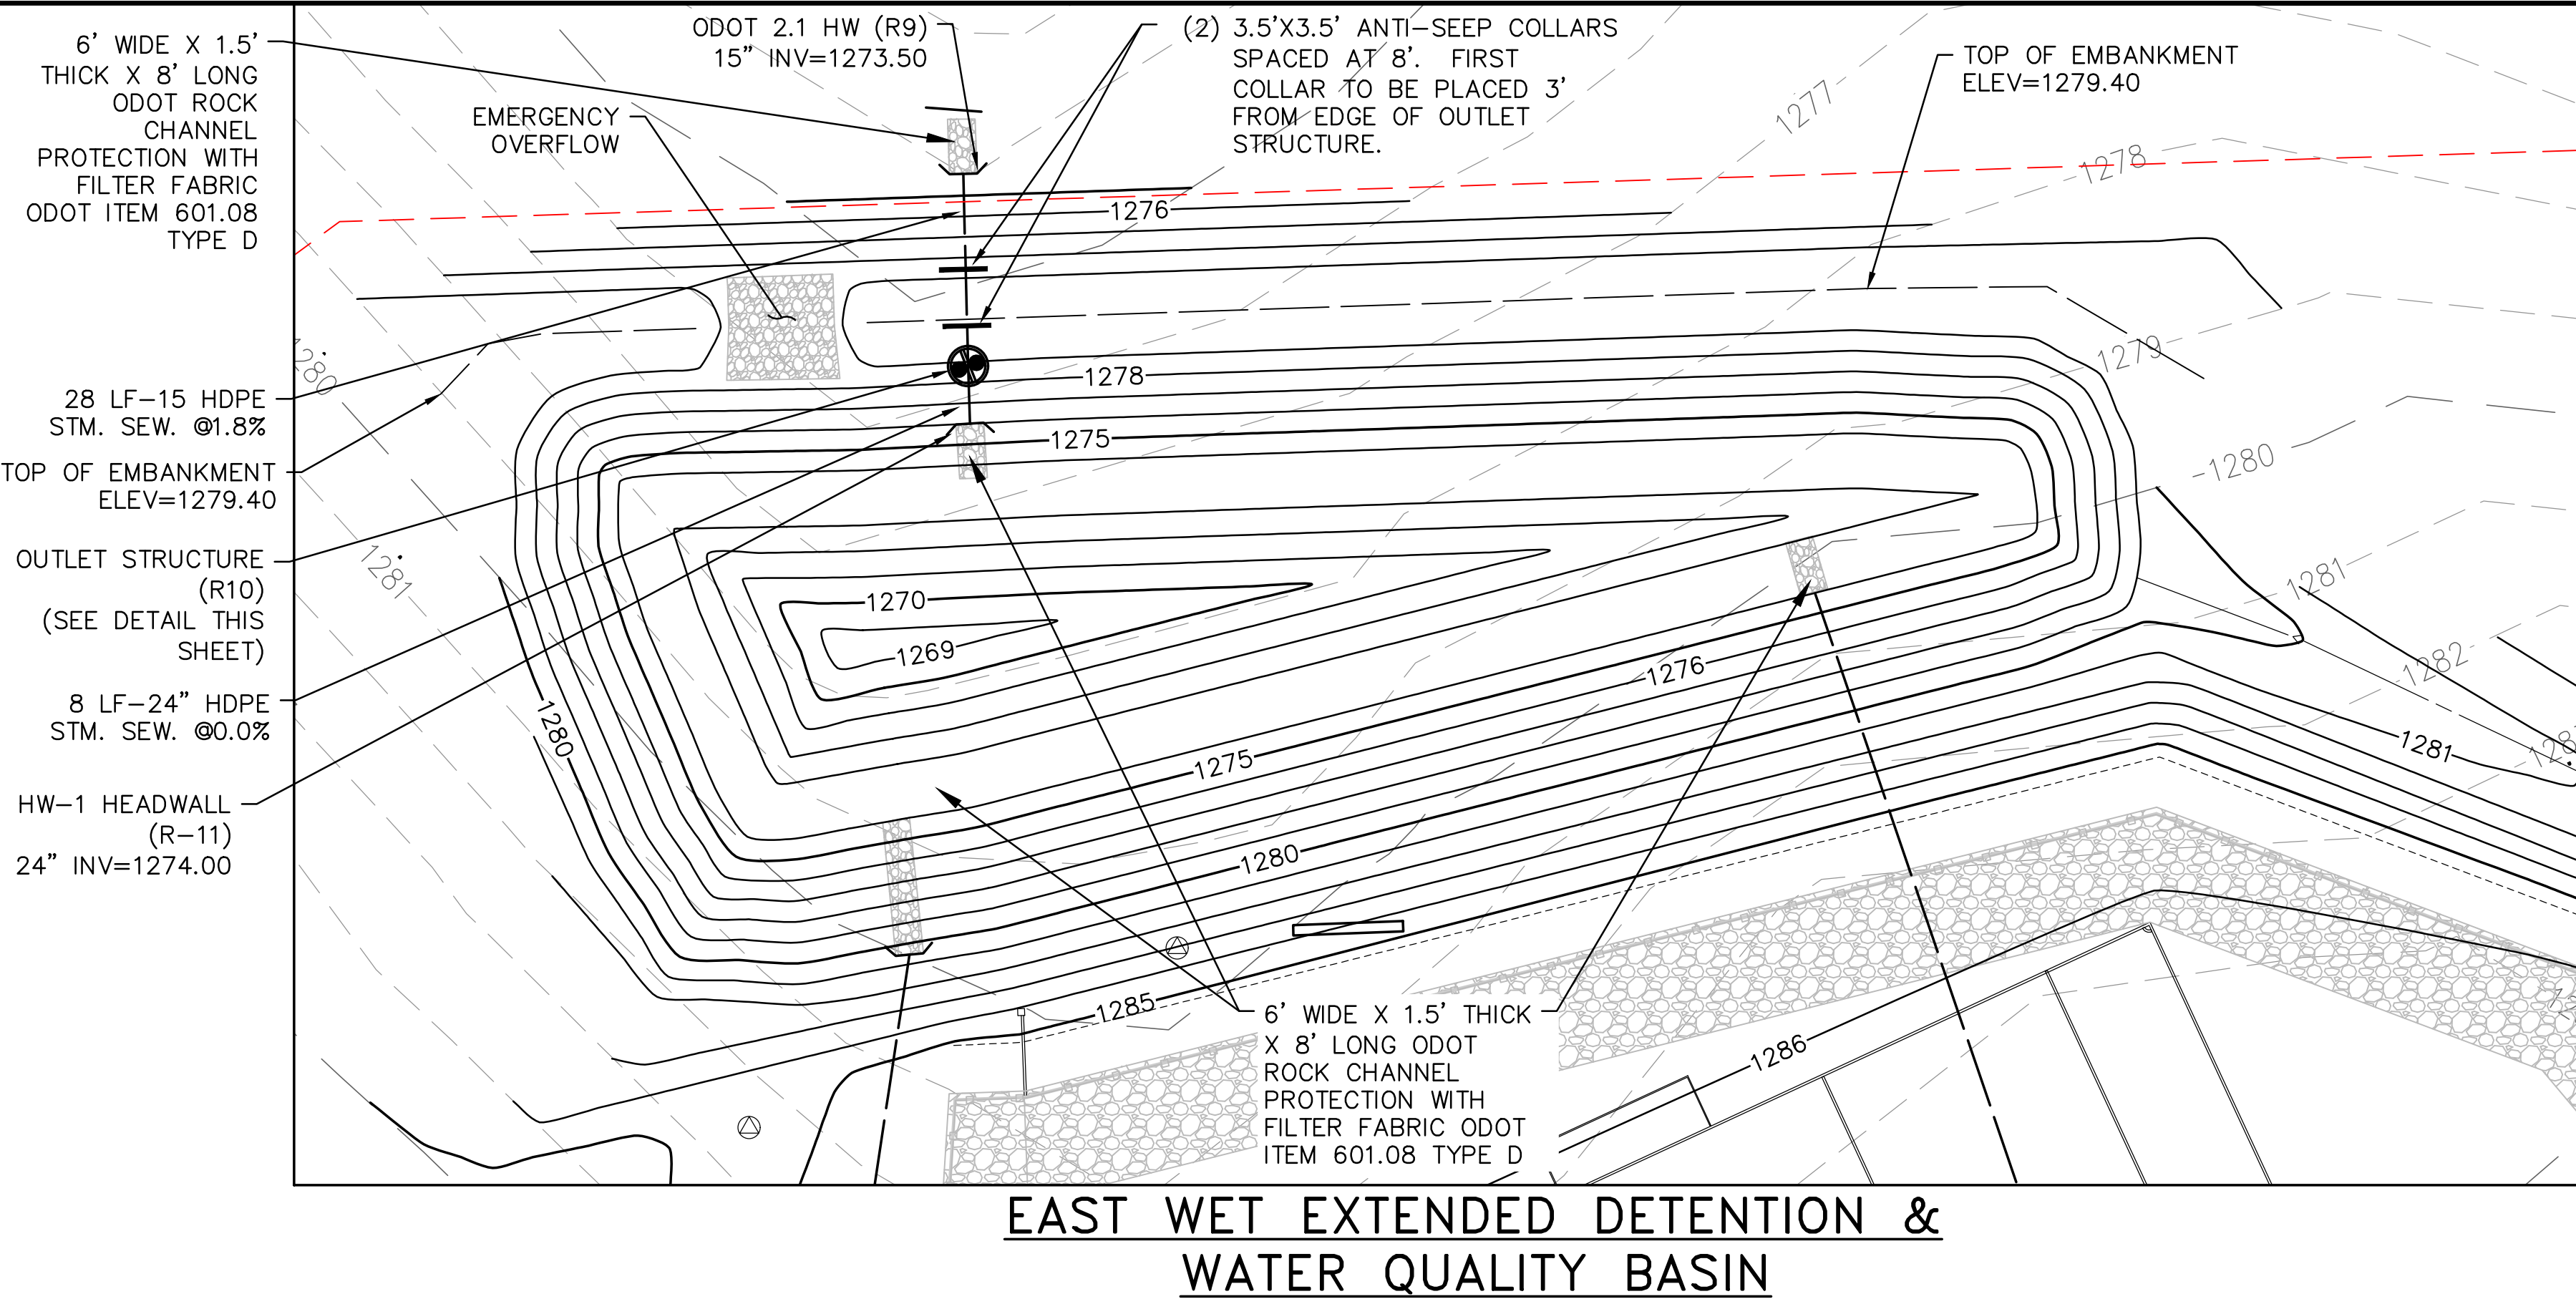 6' WIDE X 1.5'
THICK X 8' LONG
ODOT ROCK
CHANNEL
PROTECTION WITH
FILTER FABRIC
ODOT ITEM 601.08
TYPE D
EMERGENCY
OVERFLOW
ODOT 2.1 HW (R9)
15" INV=1273.50
(2) 3.5'X3.5' ANTI-SEEP COLLARS
SPACED AT 8'. FIRST
COLLAR TO BE PLACED 3'
FROM EDGE OF OUTLET
STRUCTURE.
TOP OF EMBANKMENT
ELEV=1279.40
1277
1278
1276
1279
1280
1278
1275
1280
28 LF-15 HDPE
STM. SEW. @1.8%
TOP OF EMBANKMENT
ELEV=1279.40
OUTLET STRUCTURE
(R10)
(SEE DETAIL THIS
SHEET)
8 LF-24" HDPE
STM. SEW. @0.0%
HW-1 HEADWALL
(R-11)
24" INV=1274.00
1281
1281
1270
1269
1276
1282
1280
1275
1281
1280
1285
1286
6' WIDE X 1.5' THICK
X 8' LONG ODOT
ROCK CHANNEL
PROTECTION WITH
FILTER FABRIC ODOT
ITEM 601.08 TYPE D
EAST WET EXTENDED DETENTION &
WATER QUALITY BASIN